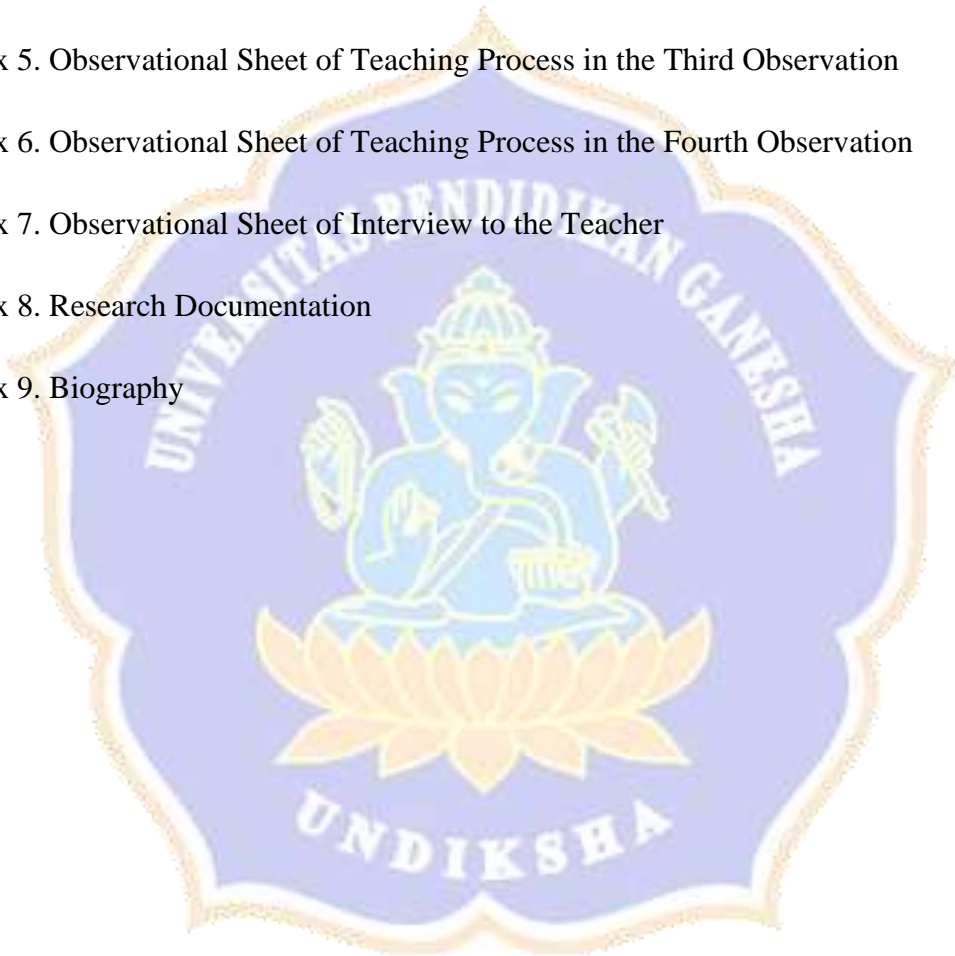 x 5. Observational Sheet of Teaching Process in the Third Observation
x 6. Observational Sheet of Teaching Process in the Fourth Observation
x 7. Observational Sheet of Interview to the Teacher
x 8. Research Documentation
x 9. Biography
UNIVERSITAS PENDIDIKAN GANESHA
UNDIKSHA